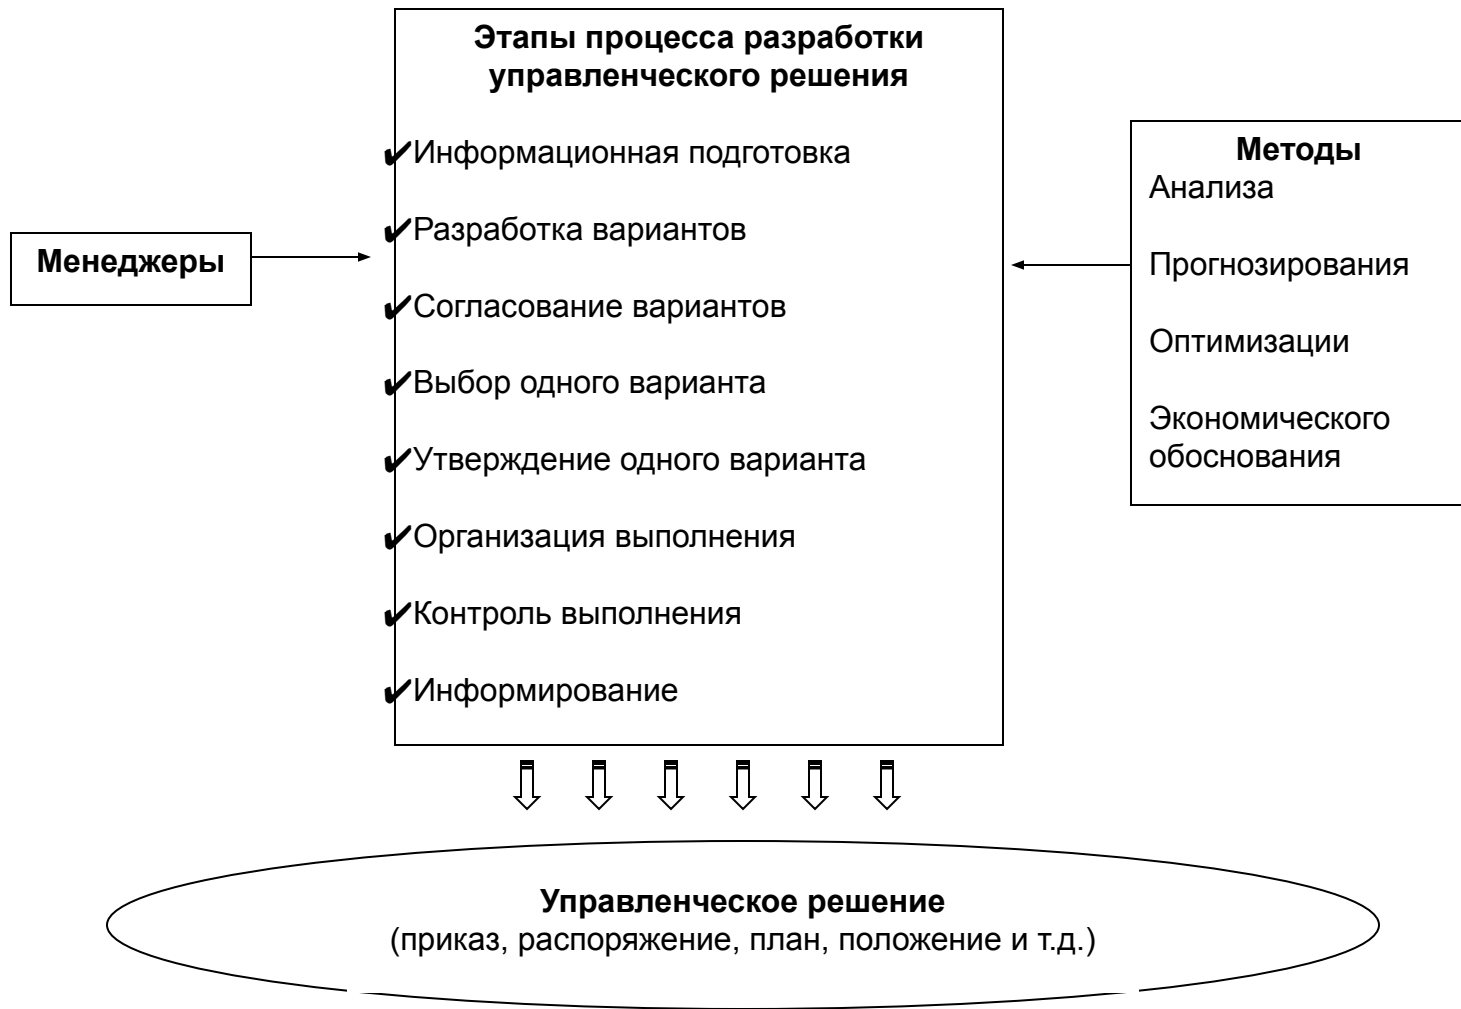 Этапы процесса разработки
управленческого решения
✔Информационная подготовка
✔Разработка вариантов
✔Согласование вариантов
✔Выбор одного варианта
✔Утверждение одного варианта
✔Организация выполнения
✔Контроль выполнения
✔Информирование
Менеджеры
Методы
Анализа
Прогнозирования
Оптимизации
Экономического
обоснования
Управленческое решение
(приказ, распоряжение, план, положение и т.д.)